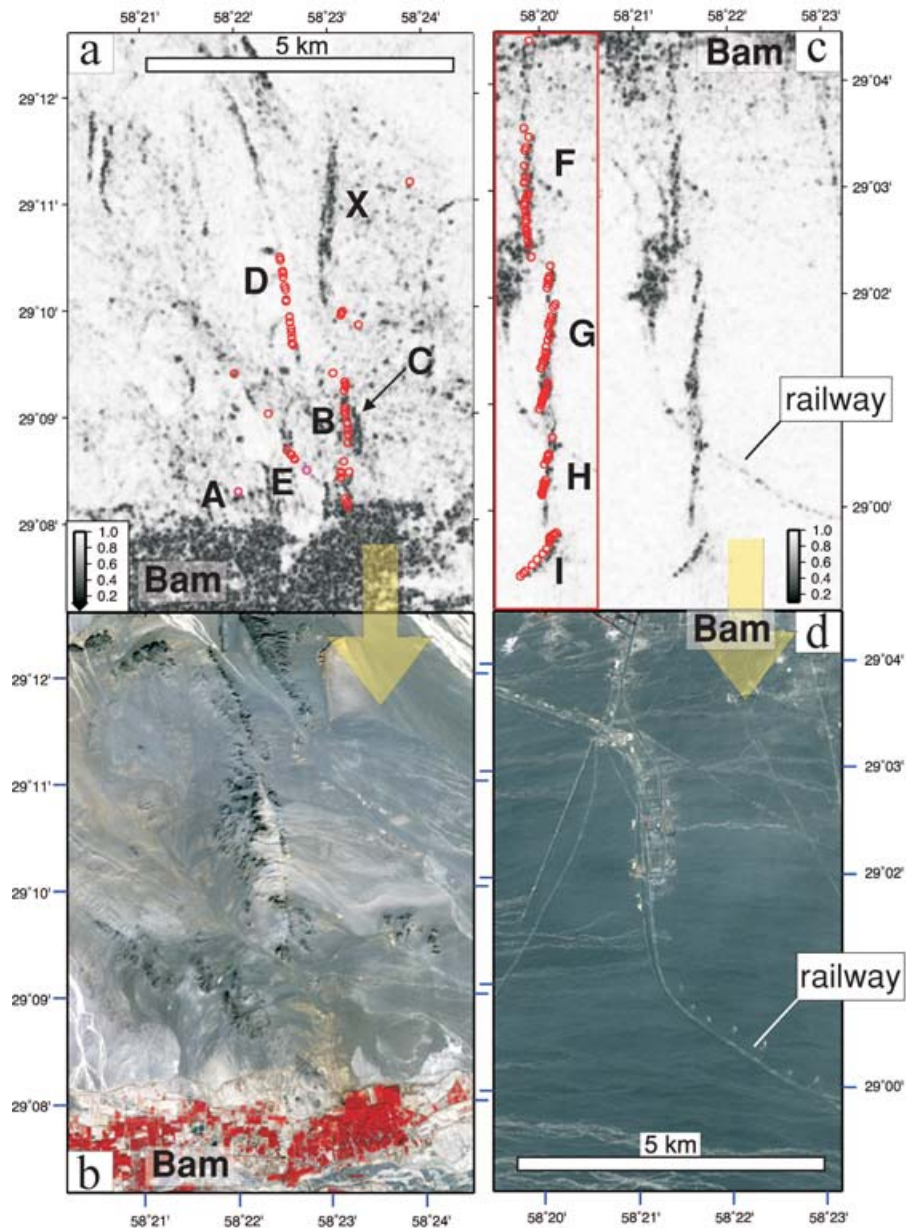 58˚21' 58˚22' 58˚23' 58˚24'
58˚20' 58˚21' 58˚22' 58˚23'
a
5 km
Bam
c
29˚12'
29˚11'
29˚10'
29˚09'
29˚08'
X
D
C
B
E
A
Bam
1.0
0.8
0.6
0.4
0.2
F
G
H
I
railway
1.0
0.8
0.6
0.4
0.2
29˚04'
29˚03'
29˚02'
29˚00'
29˚12'
29˚11'
29˚10'
29˚09'
29˚08'
b
Bam
Bam
d
railway
5 km
29˚04'
29˚03'
29˚02'
29˚00'
58˚21' 58˚22' 58˚23' 58˚24'
58˚20' 58˚21' 58˚22' 58˚23'